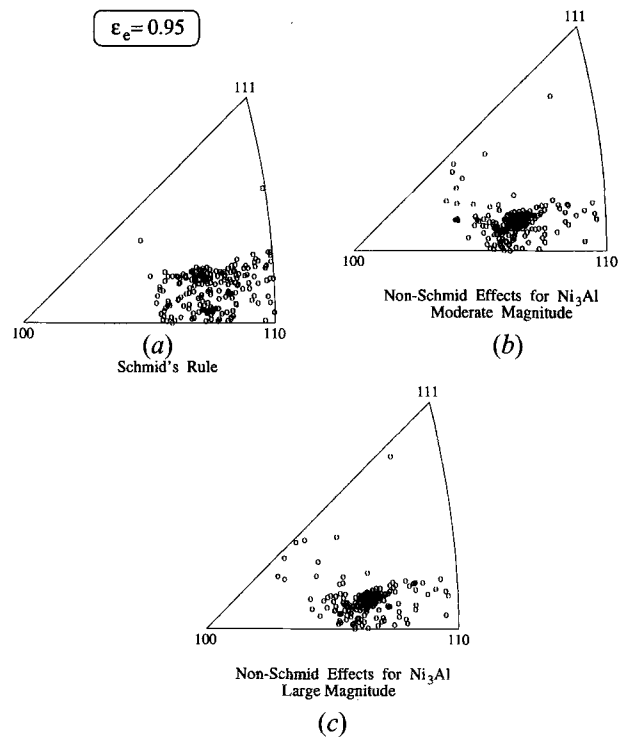 εe = 0.95
111
100
110
(a)
Schmid's Rule
111
100
110
Non-Schmid Effects for Ni3Al
Moderate Magnitude
(b)
111
100
110
Non-Schmid Effects for Ni3Al
Large Magnitude
(c)